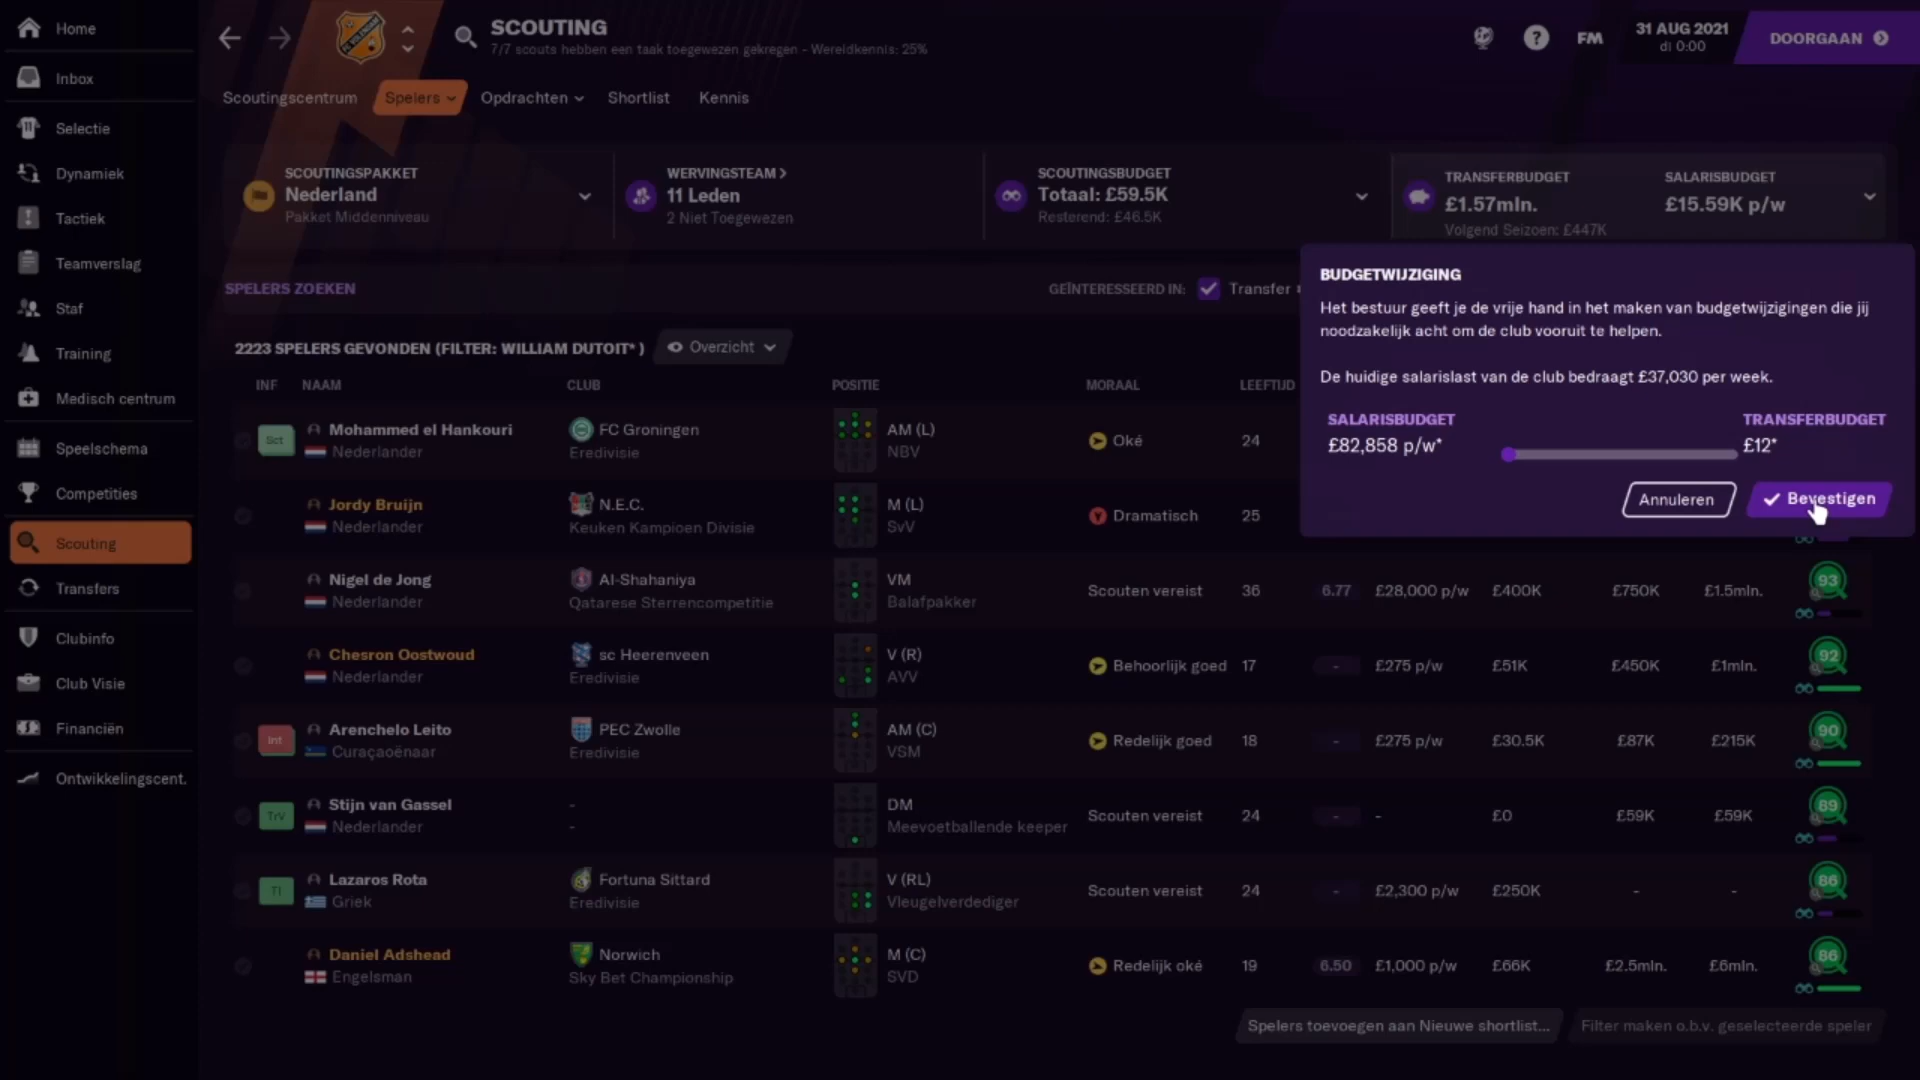 Home
Inbox
Selectie
Dynamiek
Tactiek
Teamverslag
Staf
Training
Medisch centrum
Speelschema
Competities
Scouting
Transfers
Clubinfo
Club Visie
Financiën
Ontwikkelingscent.
FC VOLENDAM
SCOUTING
7/7 scouts hebben een taak toegewezen gekregen - Wereldkennis: 25%
FM
31 AUG 2021
di 0:00
DOORGAAN
Scoutingscentrum Spelers Opdrachten Shortlist Kennis
SCOUTINGSPAKKET
Nederland
Pakket Middenniveau
WERVINGSTEAM >
11 Leden
2 Niet Toegewezen
SCOUTINGSBUDGET
Totaal: £59.5K
Resterend: £46.5K
TRANSFERBUDGET
£1.57mln.
Volgend Seizoen: £447K
SALARISBUDGET
£15.59K p/w
SPELERS ZOEKEN
GEÏNTERESSEERD IN: Transfer
BUDGETWIJZIGING
Het bestuur geeft je de vrije hand in het maken van budgetwijzigingen die jij
noodzakelijk acht om de club vooruit te helpen.
De huidige salarislast van de club bedraagt £37,030 per week.
SALARISBUDGET
£82,858 p/w*
TRANSFERBUDGET
£12*
Annuleren
Bevestigen
2223 SPELERS GEVONDEN (FILTER: WILLIAM DUTOIT* ) Overzicht
INF NAAM CLUB POSITIE MORAAL LEEFTIJD
Sct Mohammed el Hankouri FC Groningen AM (L) Oké 24
Nederlander Eredivisie NBV
Jordy Bruijn N.E.C. M (L) Dramatisch 25
Nederlander Keuken Kampioen Divisie SvV
Nigel de Jong Al-Shahaniya VM Scouten vereist 36 6.77 £28,000 p/w £400K £750K £1.5mln. 93
Nederlander Qatarese Sterrencompetitie Balafpakker
Chesron Oostwoud sc Heerenveen V (R) Behoorlijk goed 17 - £275 p/w £51K £450K £1mln. 92
Nederlander Eredivisie AVV
Int Arenchelo Leito PEC Zwolle AM (C) Redelijk goed 18 - £275 p/w £30.5K £87K £215K 90
Curaçaoënaar Eredivisie VSM
TrV Stijn van Gassel - DM Scouten vereist 24 - - £0 £59K £59K 89
Nederlander - Meevoetballende keeper
Tl Lazaros Rota Fortuna Sittard V (RL) Scouten vereist 24 - £2,300 p/w £250K - - 86
Griek Eredivisie Vleugelverdediger
Daniel Adshead Norwich M (C) Redelijk oké 19 6.50 £1,000 p/w £66K £2.5mln. £6mln. 86
Engelsman Sky Bet Championship SVD
Spelers toevoegen aan Nieuwe shortlist... Filter maken o.b.v. geselecteerde speler